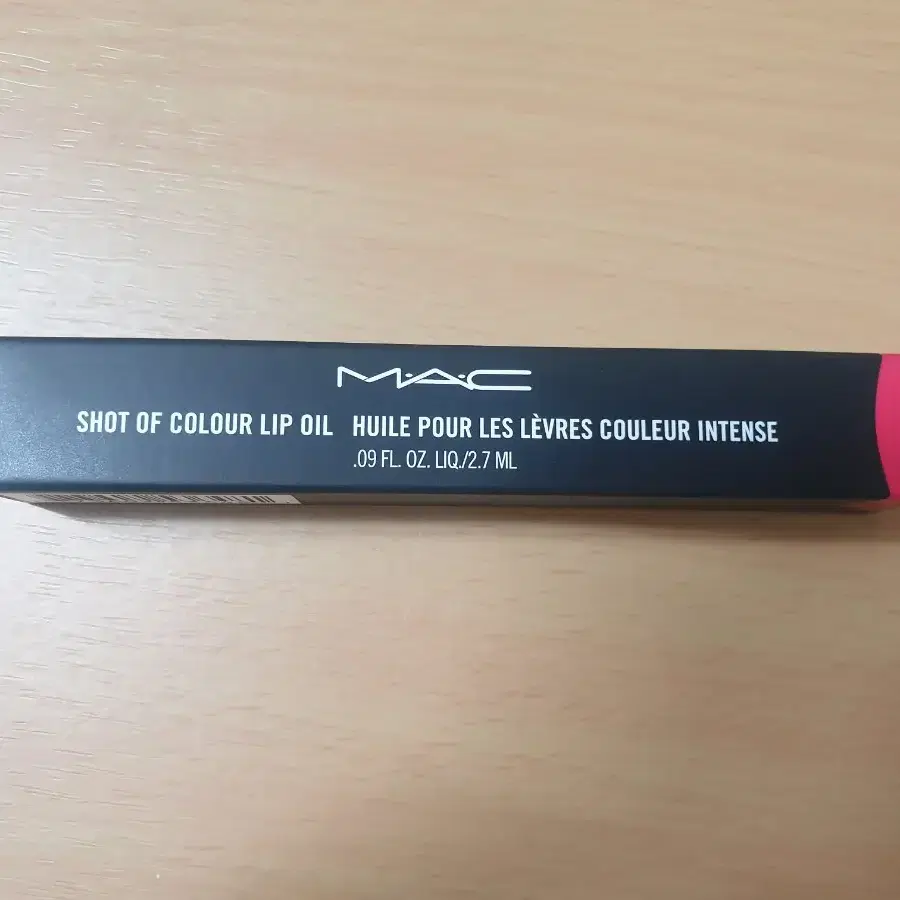 M·A·C
SHOT OF COLOUR LIP OIL HUILE POUR LES LÈVRES COULEUR INTENSE
.09 FL. OZ. LIQ./2.7 ML